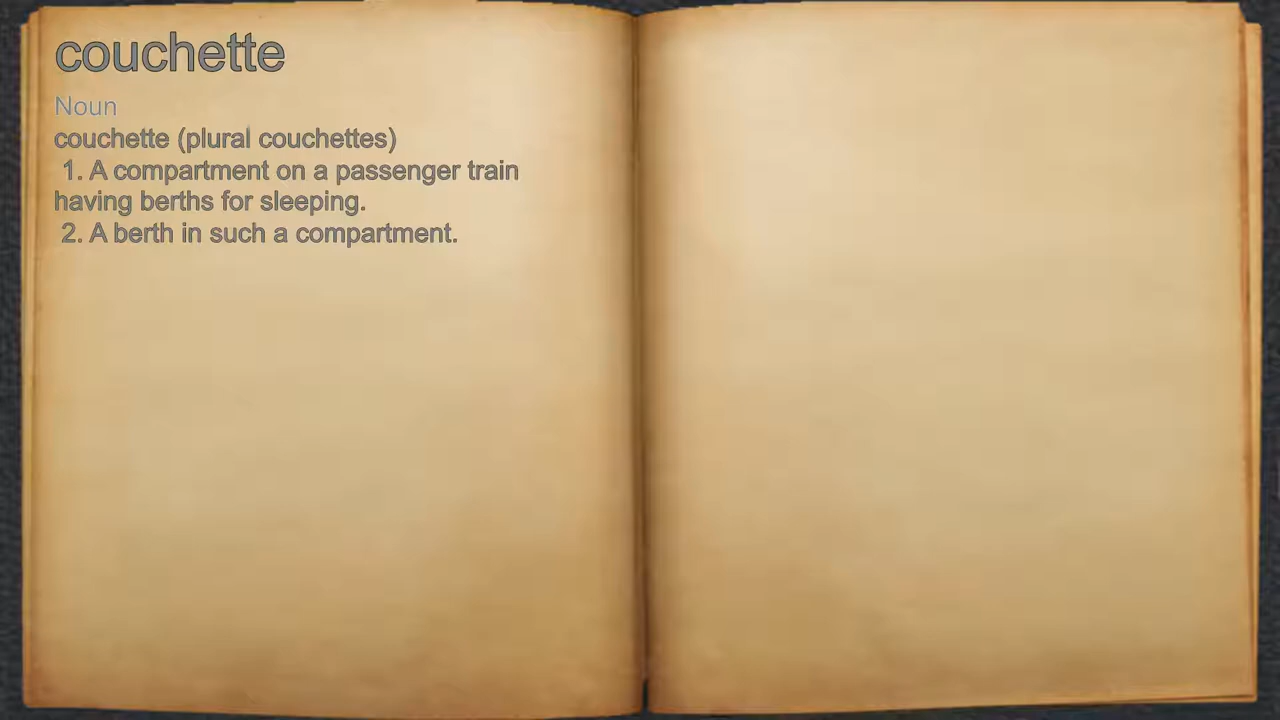 couchette
Noun
couchette (plural couchettes)
1. A compartment on a passenger train
having berths for sleeping.
2. A berth in such a compartment.